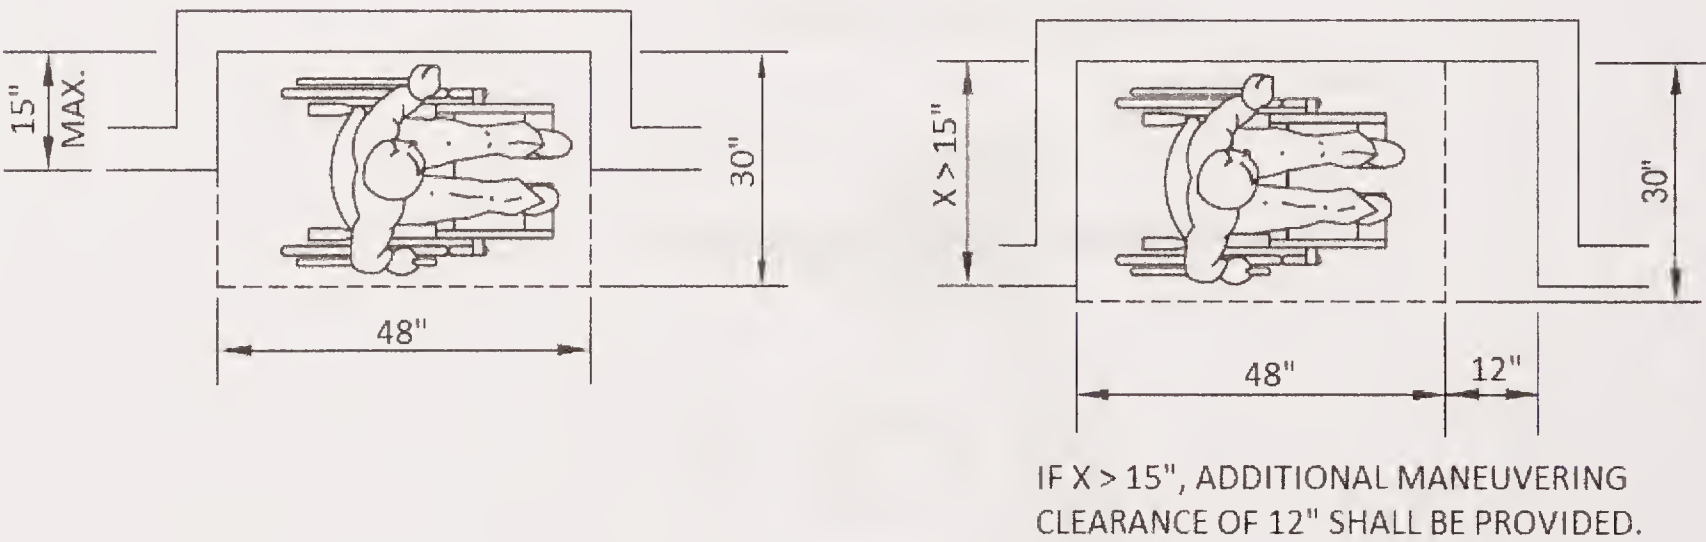 15"
MAX.
30"
48"
X > 15"
30"
48"
12"
IF X > 15", ADDITIONAL MANEUVERING
CLEARANCE OF 12" SHALL BE PROVIDED.